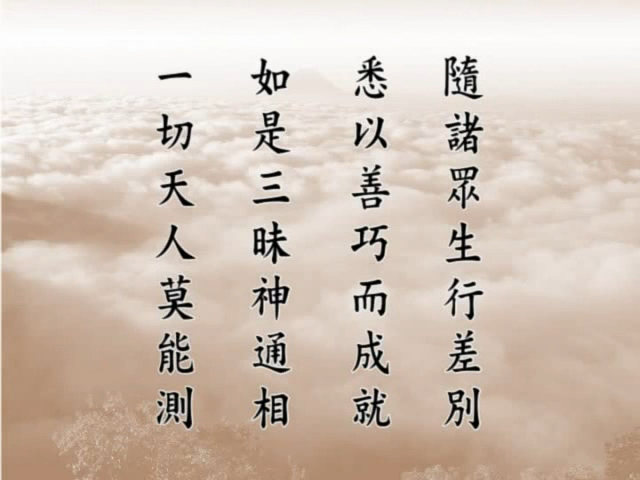 隨諸眾生行差別
悉以善巧而成就
如是三昧神通相
一切天人莫能測